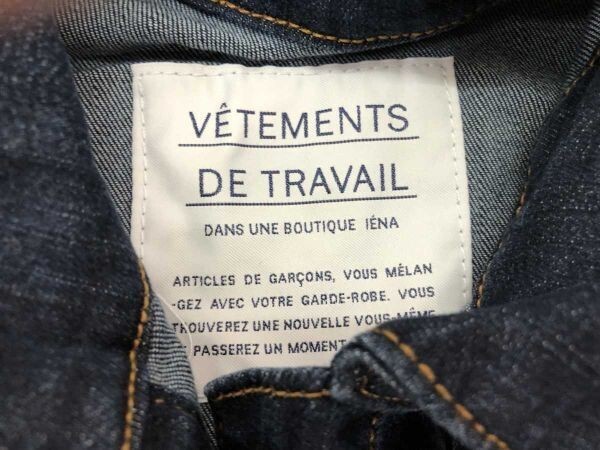 VÊTEMENTS
DE TRAVAIL
DANS UNE BOUTIQUE IÉNA
ARTICLES DE GARÇONS, VOUS MÉLAN
-GEZ AVEC VOTRE GARDE-ROBE. VOUS
TROUVEREZ UNE NOUVELLE VOUS-MÊME
PASSEREZ UN MOMENT